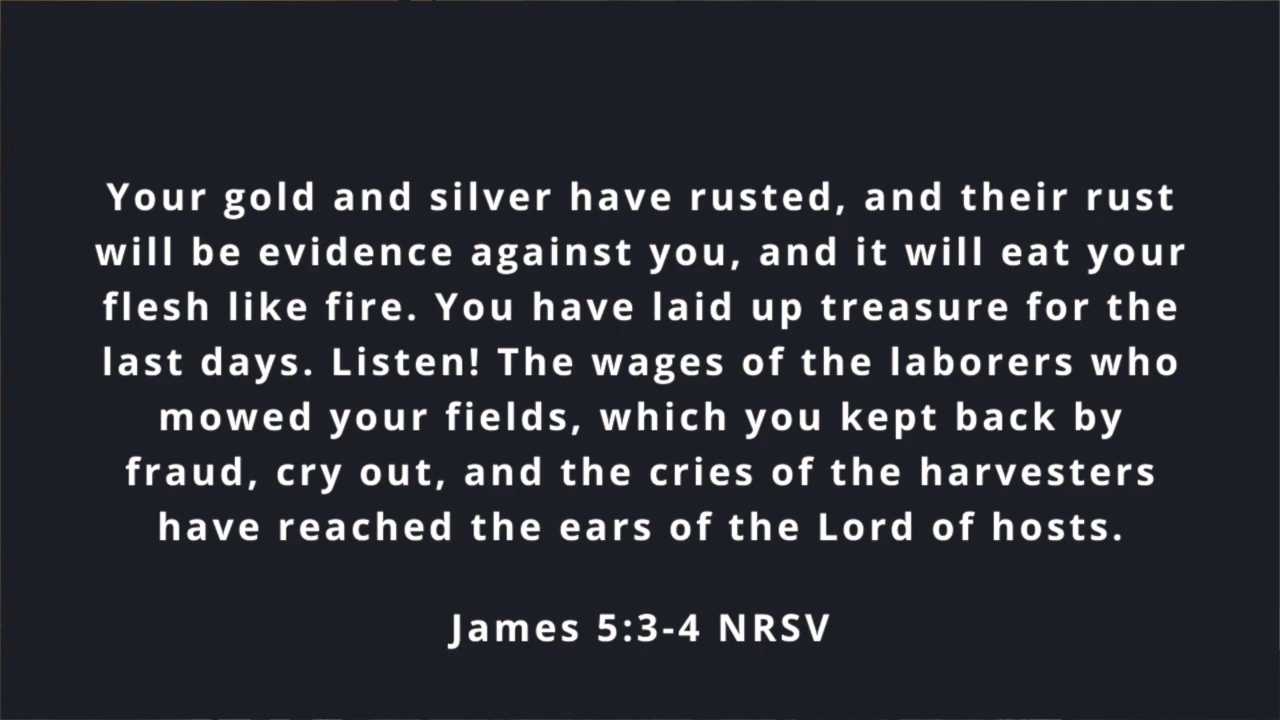 Your gold and silver have rusted, and their rust
will be evidence against you, and it will eat your
flesh like fire. You have laid up treasure for the
last days. Listen! The wages of the laborers who
mowed your fields, which you kept back by
fraud, cry out, and the cries of the harvesters
have reached the ears of the Lord of hosts.
James 5:3-4 NRSV